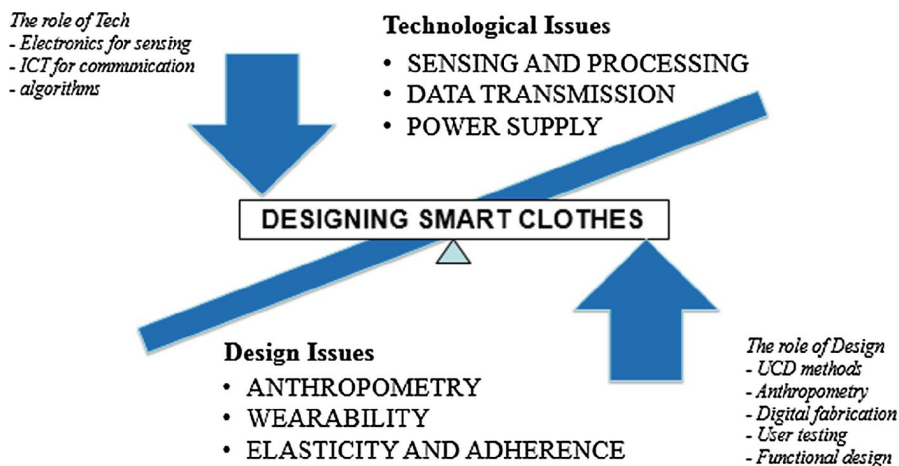 The role of Tech
- Electronics for sensing
- ICT for communication
- algorithms
Technological Issues
• SENSING AND PROCESSING
• DATA TRANSMISSION
• POWER SUPPLY
DESIGNING SMART CLOTHES
Design Issues
• ANTHROPOMETRY
• WEARABILITY
• ELASTICITY AND ADHERENCE
The role of Design
- UCD methods
- Anthropometry
- Digital fabrication
- User testing
- Functional design